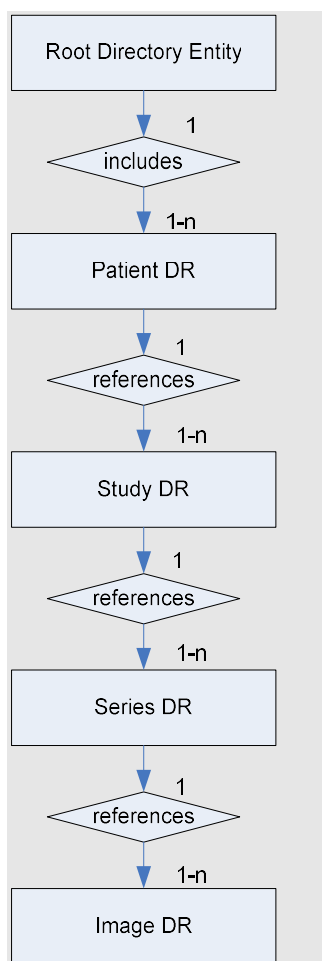 Root Directory Entity
1
includes
1-n
Patient DR
1
references
1-n
Study DR
1
references
1-n
Series DR
1
references
1-n
Image DR